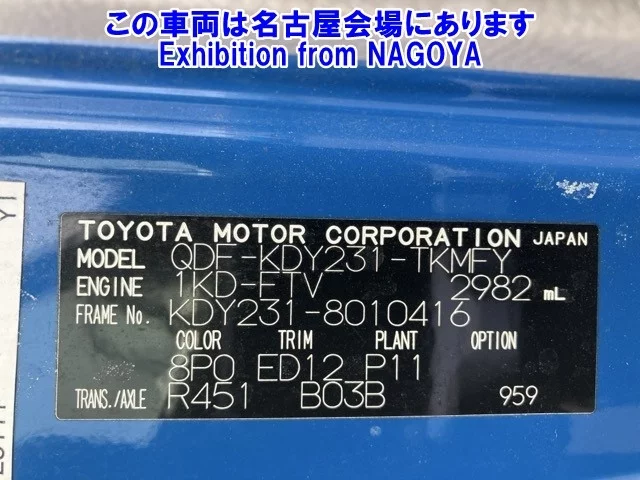 この車両は名古屋会場にあります
Exhibition from NAGOYA
TOYOTA MOTOR CORPORATION JAPAN
MODEL QDF-KDY231-TKMFY
ENGINE 1KD-FTV 2982 mL
FRAME No. KDY231-8010416
COLOR TRIM PLANT OPTION
8P0 ED12 P11
TRANS./AXLE R451 B03B 959